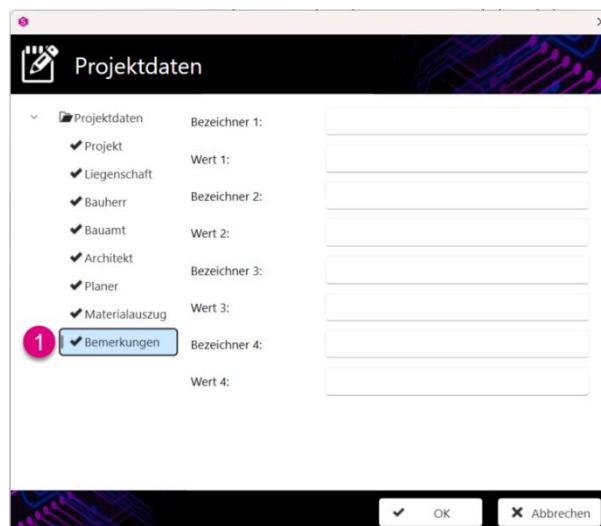 Projektdaten
Projektdaten
Projekt
Liegenschaft
Bauherr
Bauamt
Architekt
Planer
Materialauszug
1 Bemerkungen
Bezeichner 1:
Wert 1:
Bezeichner 2:
Wert 2:
Bezeichner 3:
Wert 3:
Bezeichner 4:
Wert 4:
OK
Abbrechen